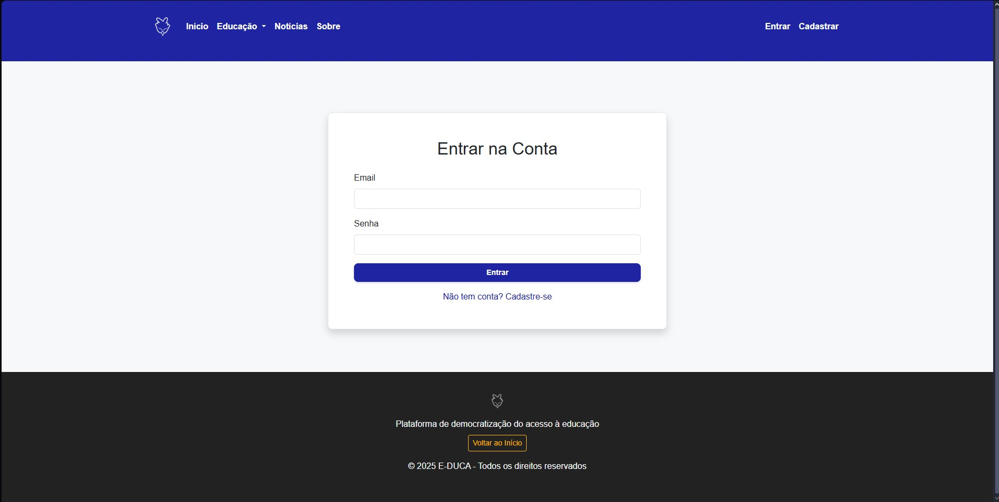 Início Educação Notícias Sobre Entrar Cadastrar
Entrar na Conta
Email
Senha
Entrar
Não tem conta? Cadastre-se
Plataforma de democratização do acesso à educação
Voltar ao Início
© 2025 E-DUCA - Todos os direitos reservados